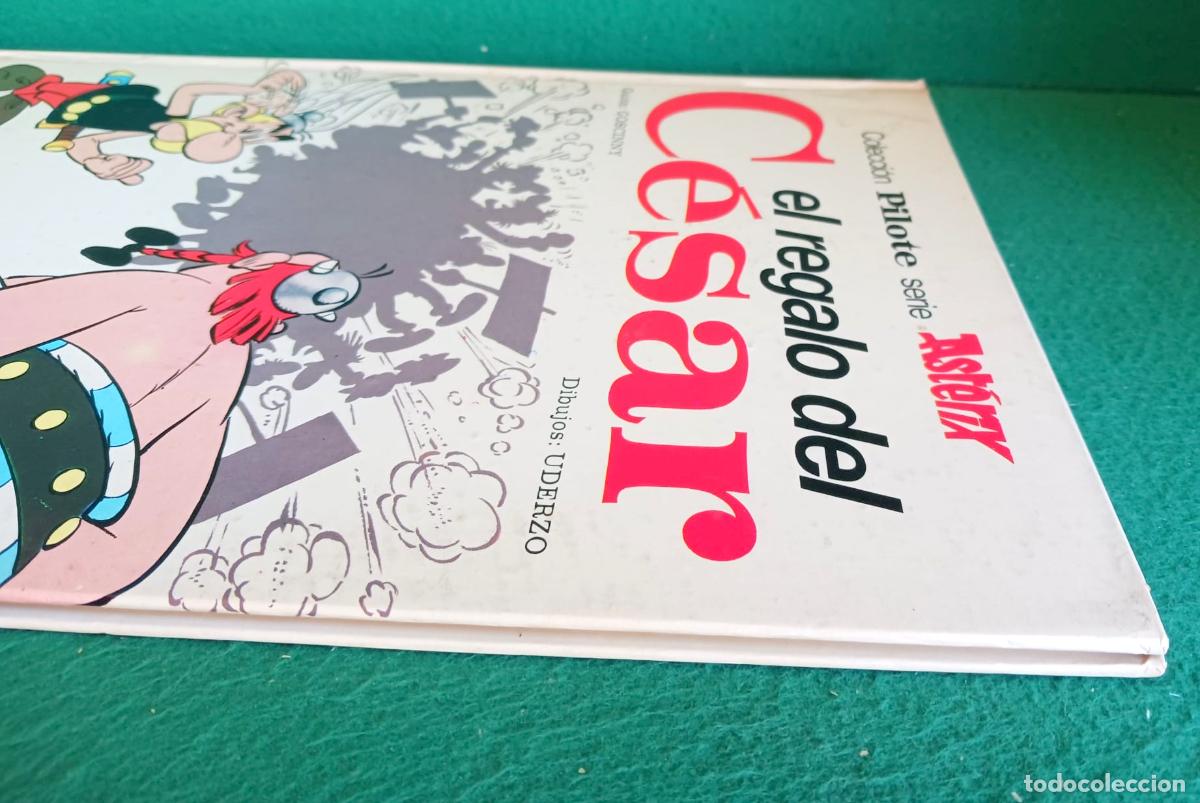 Colección Pilote serie a
Astérix
el regalo del
César
Guión: GOSCINNY
Dibujos: UDERZO
todocoleccion